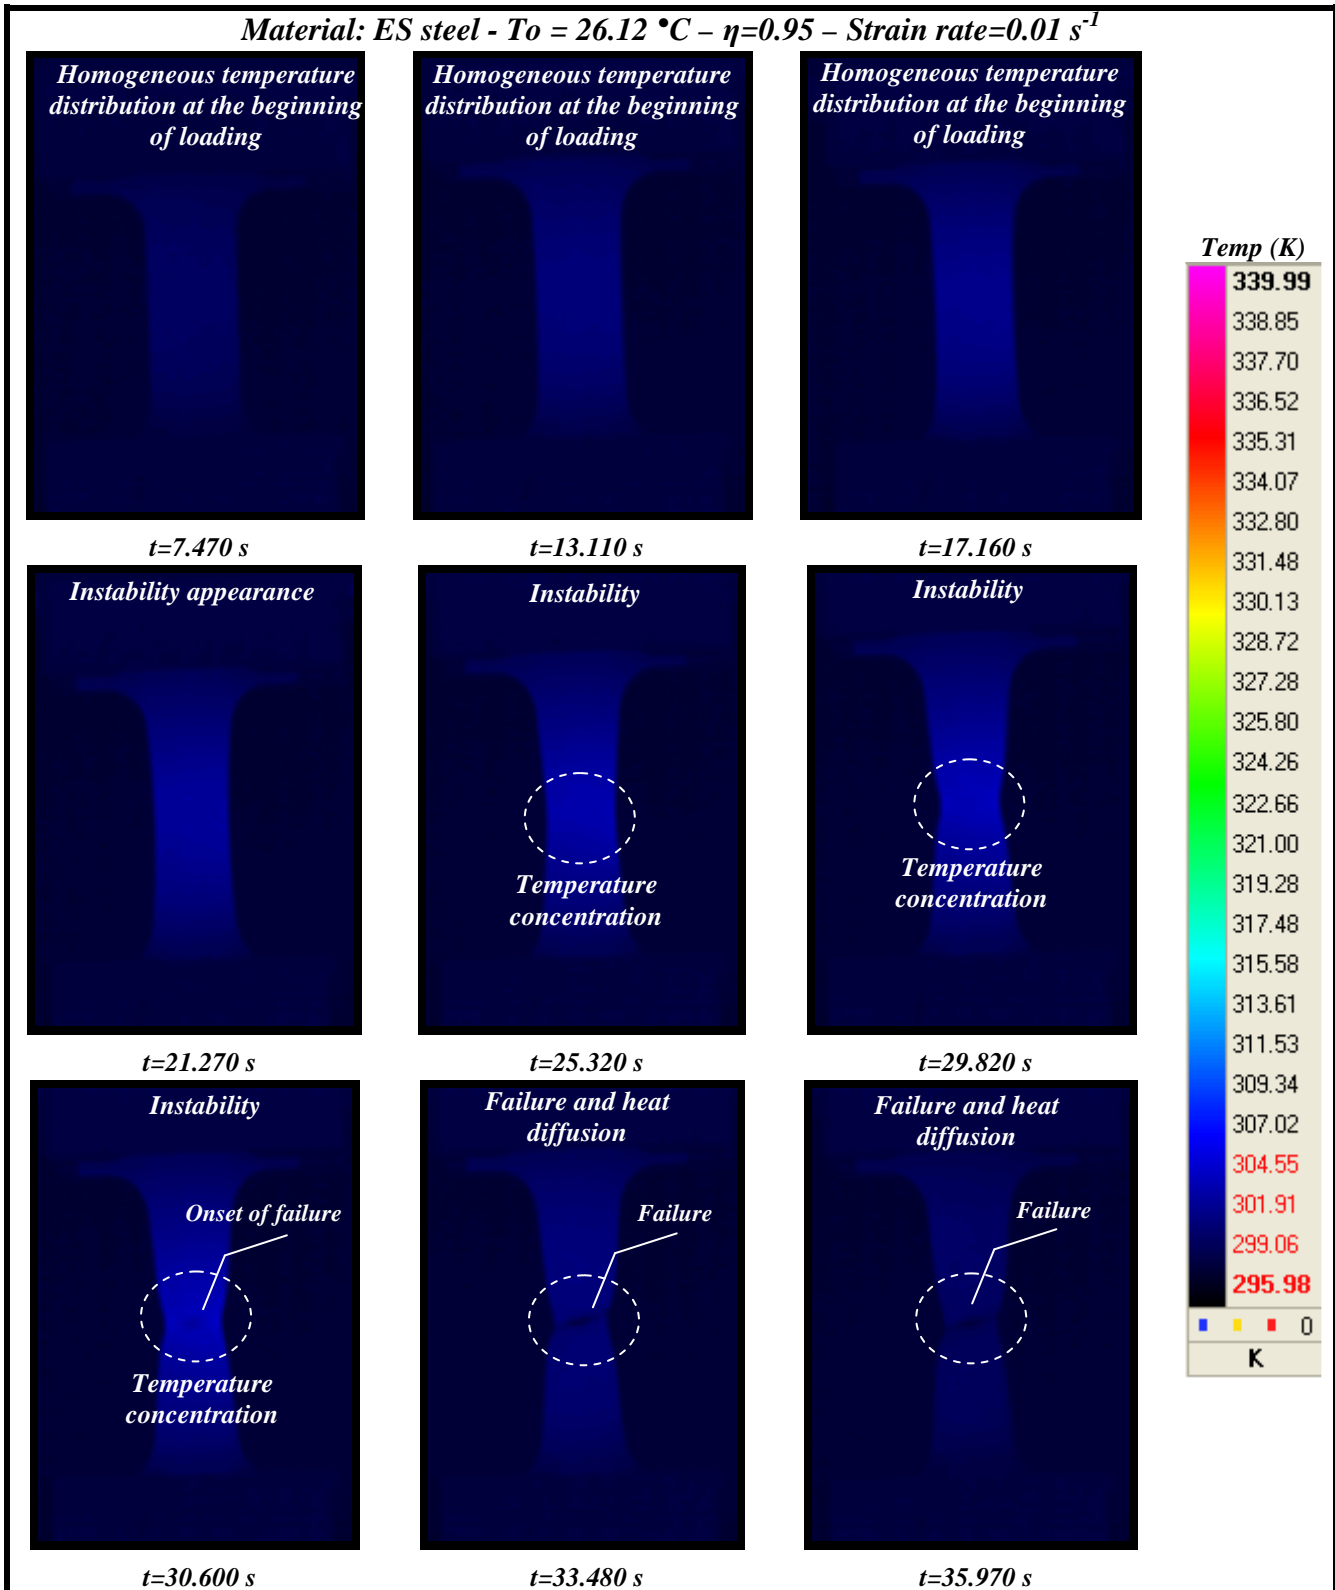 Material: ES steel - To = 26.12 °C – η=0.95 – Strain rate=0.01 s⁻¹
Homogeneous temperature
distribution at the beginning
of loading
Homogeneous temperature
distribution at the beginning
of loading
Homogeneous temperature
distribution at the beginning
of loading
t=7.470 s
t=13.110 s
t=17.160 s
Instability appearance
Instability
Temperature
concentration
Instability
Temperature
concentration
t=21.270 s
t=25.320 s
t=29.820 s
Instability
Onset of failure
Temperature
concentration
Failure and heat
diffusion
Failure
Failure and heat
diffusion
Failure
t=30.600 s
t=33.480 s
t=35.970 s
Temp (K)
339.99
338.85
337.70
336.52
335.31
334.07
332.80
331.48
330.13
328.72
327.28
325.80
324.26
322.66
321.00
319.28
317.48
315.58
313.61
311.53
309.34
307.02
304.55
301.91
299.06
295.98
0
K